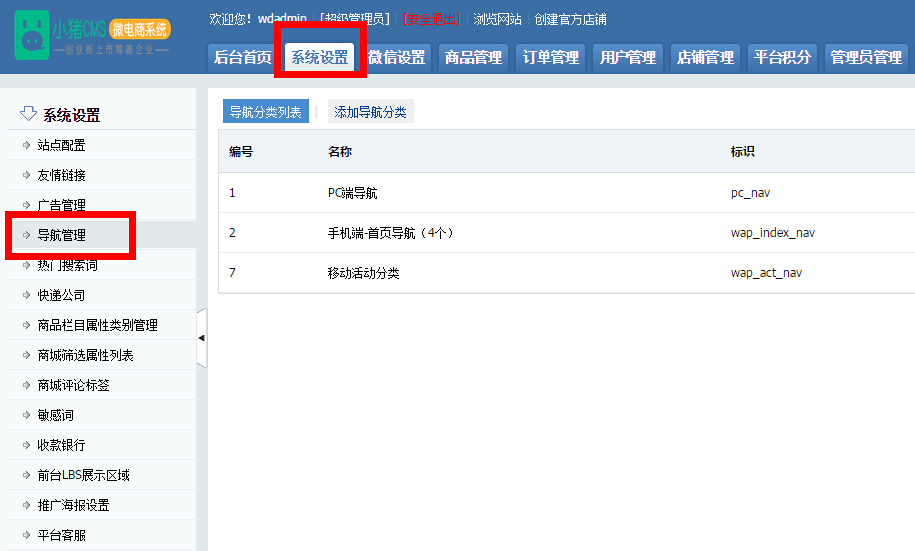 小猪CMS 微电商系统
创业板上市筹备企业
欢迎您！wdadmin [超级管理员] [安全退出] 浏览网站 创建官方店铺
后台首页 系统设置 微信设置 商品管理 订单管理 用户管理 店铺管理 平台积分 管理员管理
系统设置
站点配置
友情链接
广告管理
导航管理
热门搜索词
快递公司
商品栏目属性类别管理
商城筛选属性列表
商城评论标签
敏感词
收款银行
前台LBS展示区域
推广海报设置
平台客服
导航分类列表 添加导航分类
编号 名称 标识
1 PC端导航 pc_nav
2 手机端-首页导航（4个） wap_index_nav
7 移动活动分类 wap_act_nav